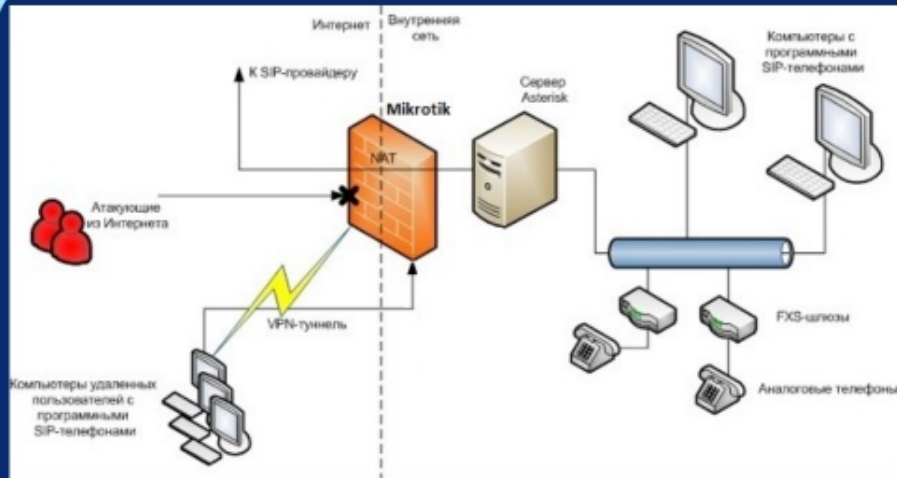 Интернет
Внутренняя
сеть
К SIP-провайдеру
Mikrotik
NAT
Сервер
Asterisk
Компьютеры с
программными
SIP-телефонами
Атакующие
из Интернета
VPN-туннель
FXS-шлюзы
Аналоговые телефоны
Компьютеры удаленных
пользователей с
программными
SIP-телефонами